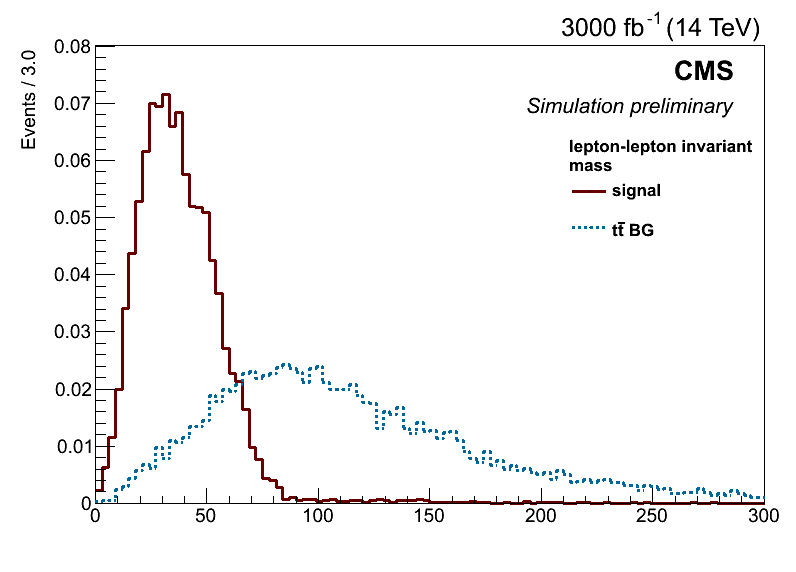 3000 fb⁻¹ (14 TeV)
CMS
Simulation preliminary
lepton-lepton invariant
mass
signal
tt̄ BG
Events / 3.0
0.08
0.07
0.06
0.05
0.04
0.03
0.02
0.01
0
0 50 100 150 200 250 300